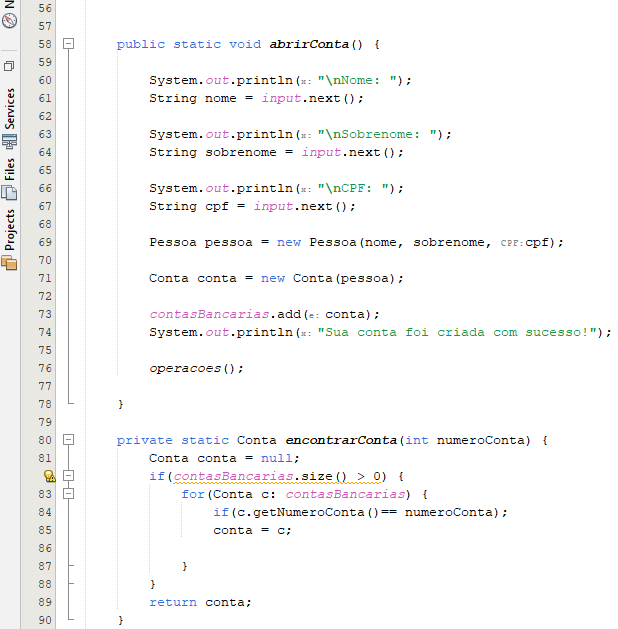 N
Services
Files
Projects
56
57
58 public static void abrirConta() {
59
60 System.out.println(x: "\nNome: ");
61 String nome = input.next();
62
63 System.out.println(x: "\nSobrenome: ");
64 String sobrenome = input.next();
65
66 System.out.println(x: "\nCPF: ");
67 String cpf = input.next();
68
69 Pessoa pessoa = new Pessoa(nome, sobrenome, CPF: cpf);
70
71 Conta conta = new Conta(pessoa);
72
73 contasBancarias.add(e: conta);
74 System.out.println(x: "Sua conta foi criada com sucesso!");
75
76 operacoes();
77
78 }
79
80 private static Conta encontrarConta(int numeroConta) {
81 Conta conta = null;
if(contasBancarias.size() > 0) {
83 for(Conta c: contasBancarias) {
84 if(c.getNumeroConta()== numeroConta);
85 conta = c;
86
87 }
88 }
89 return conta;
90 }